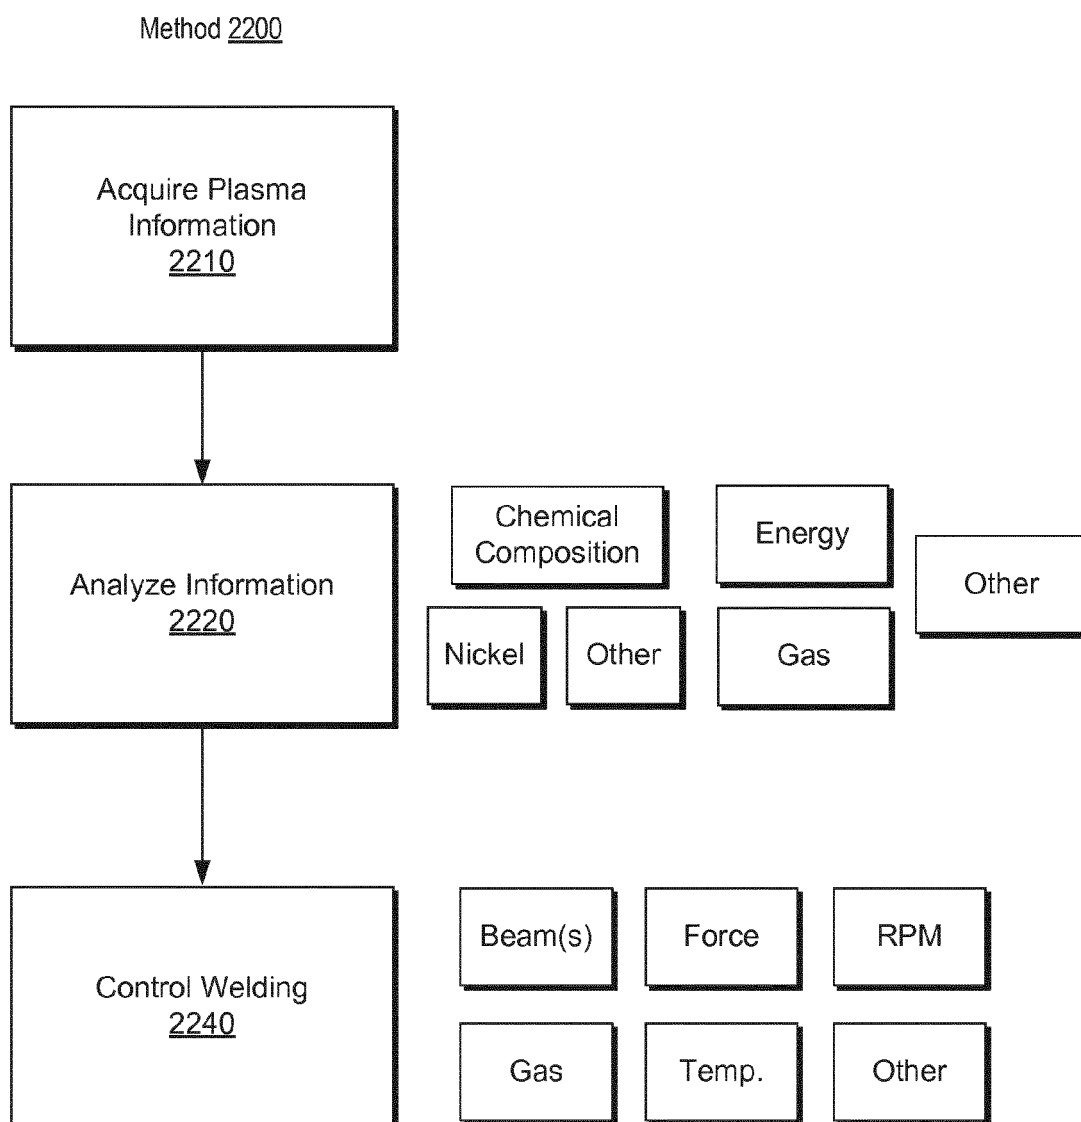 Method 2200
Acquire Plasma
Information
2210
Analyze Information
2220
Chemical
Composition
Energy
Other
Nickel
Other
Gas
Control Welding
2240
Beam(s)
Force
RPM
Gas
Temp.
Other